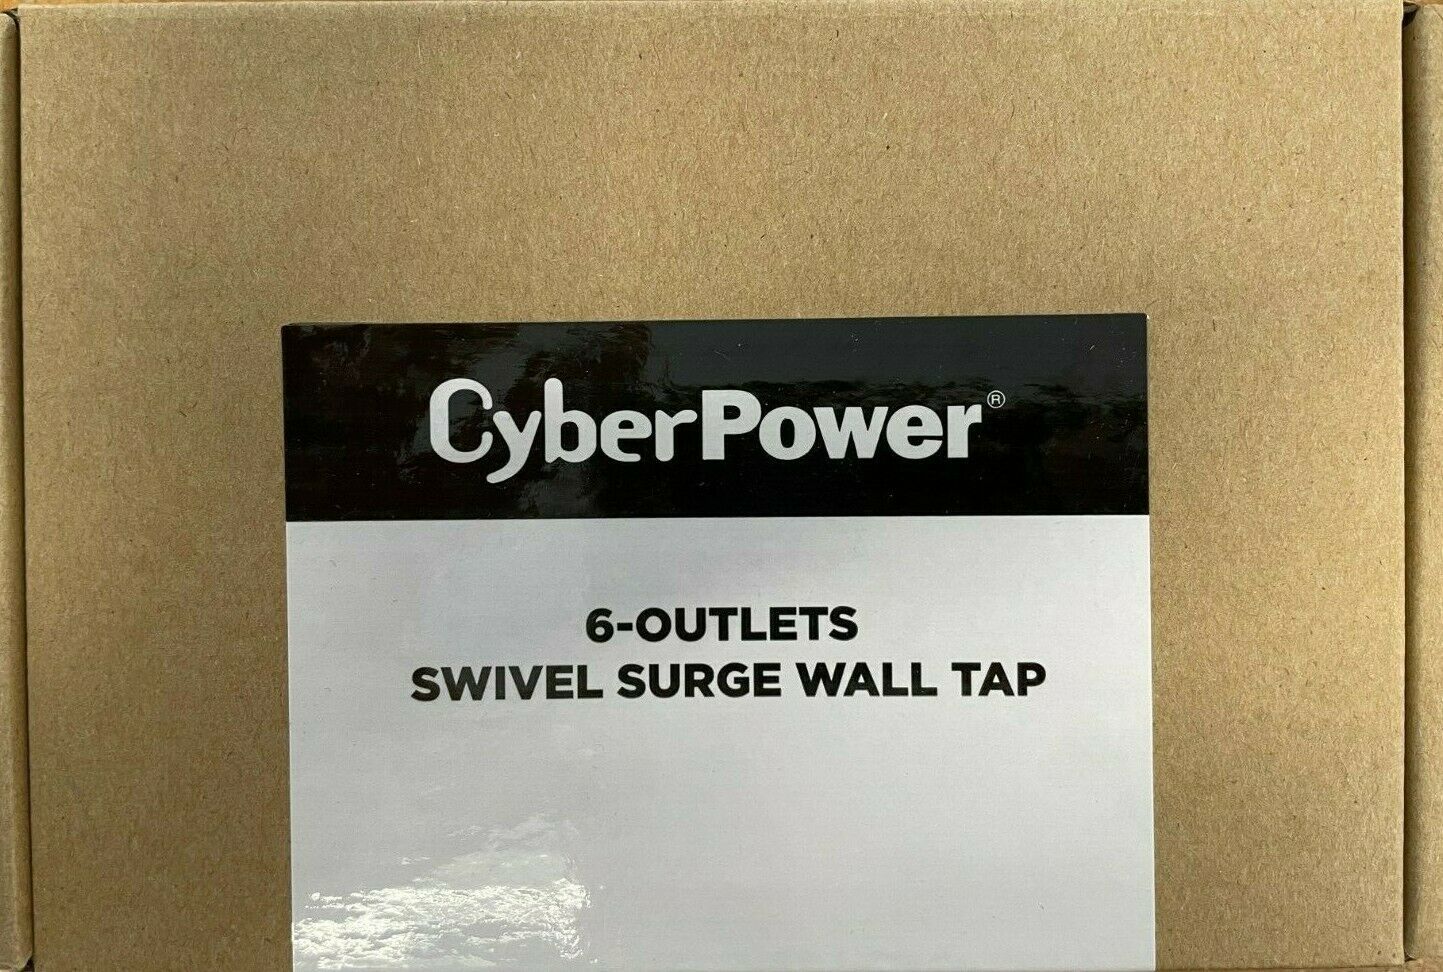 CyberPower®
6-OUTLETS
SWIVEL SURGE WALL TAP